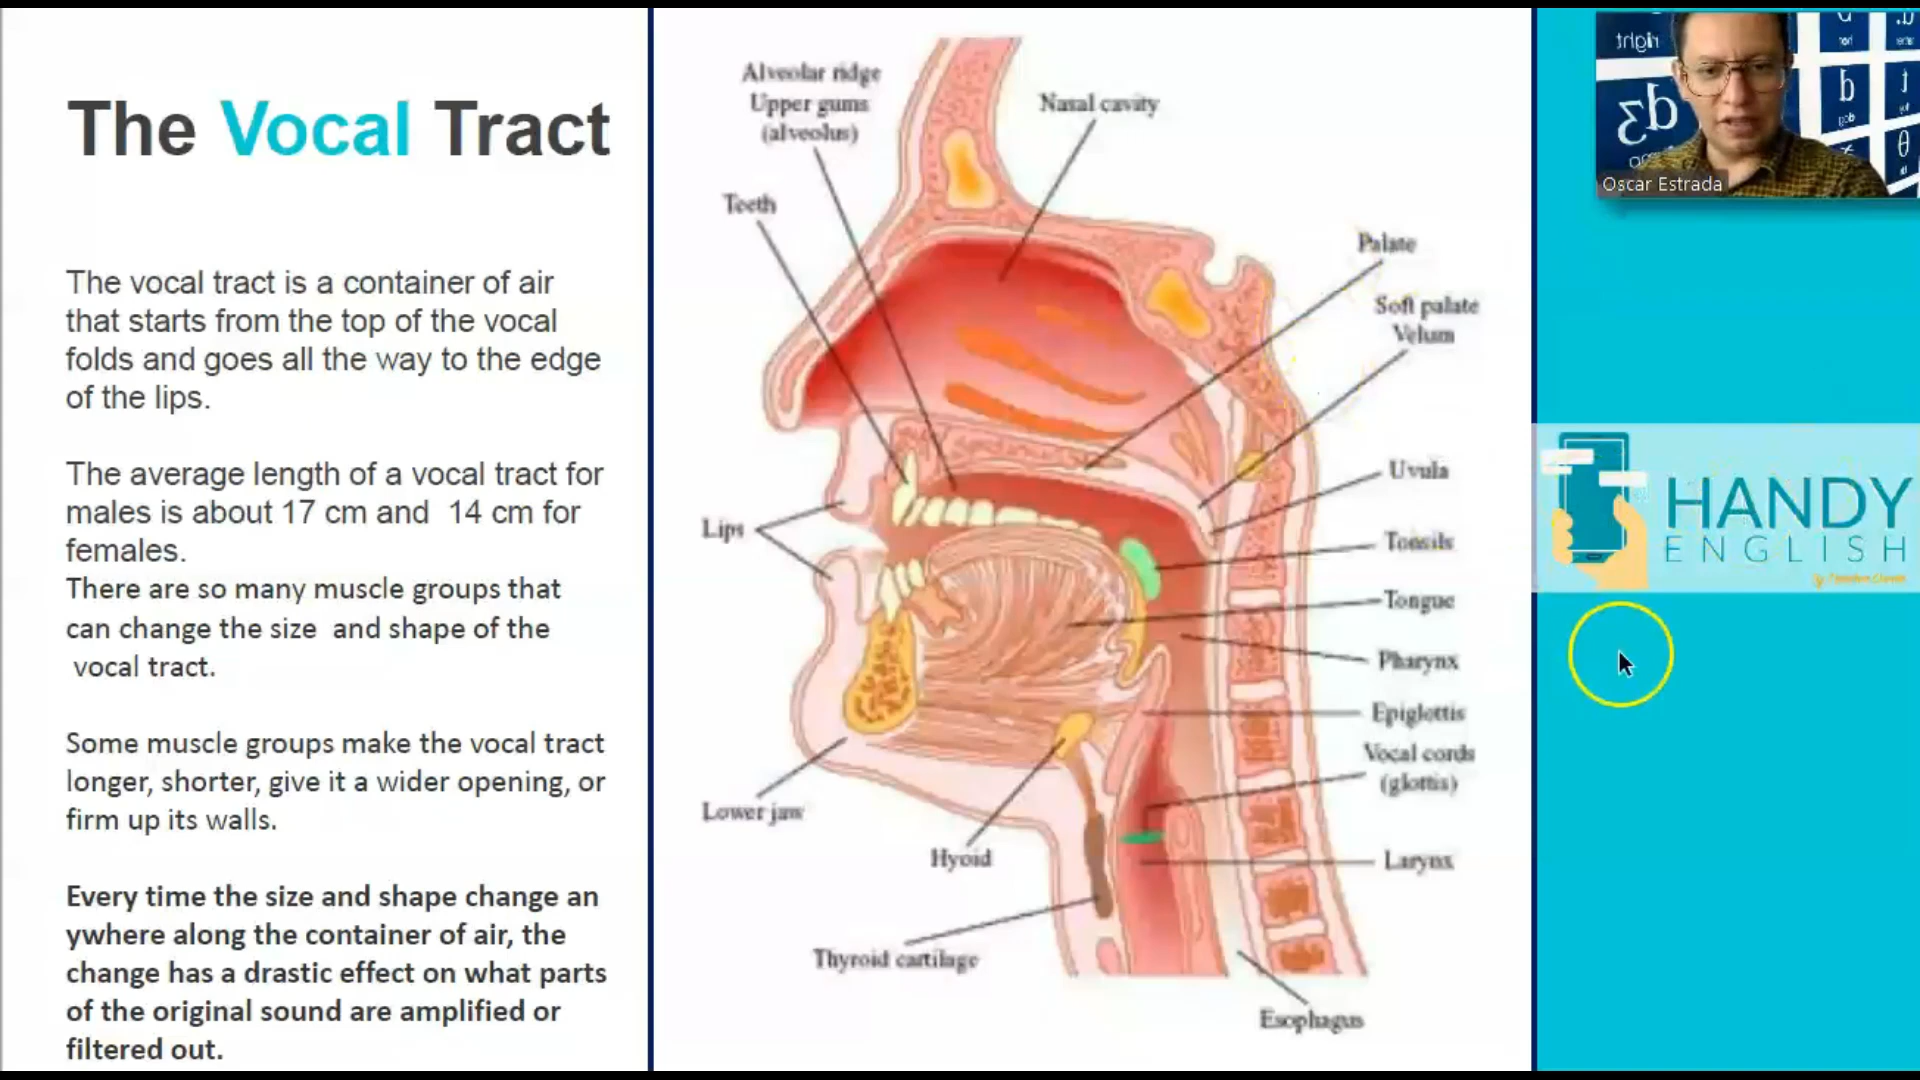 The Vocal Tract
The vocal tract is a container of air
that starts from the top of the vocal
folds and goes all the way to the edge
of the lips.
The average length of a vocal tract for
males is about 17 cm and 14 cm for
females.
There are so many muscle groups that
can change the size and shape of the
vocal tract.
Some muscle groups make the vocal tract
longer, shorter, give it a wider opening, or
firm up its walls.
Every time the size and shape change an
ywhere along the container of air, the
change has a drastic effect on what parts
of the original sound are amplified or
filtered out.
Alveolar ridge
Upper gums
(alveolus)
Nasal cavity
Teeth
Palate
Soft palate
Velum
Uvula
Lips
Tonsils
Tongue
Pharynx
Epiglottis
Vocal cords
(glottis)
Lower jaw
Hyoid
Larynx
Thyroid cartilage
Esophagus
right
dʒ
b
t
θ
Oscar Estrada
HANDY
ENGLISH